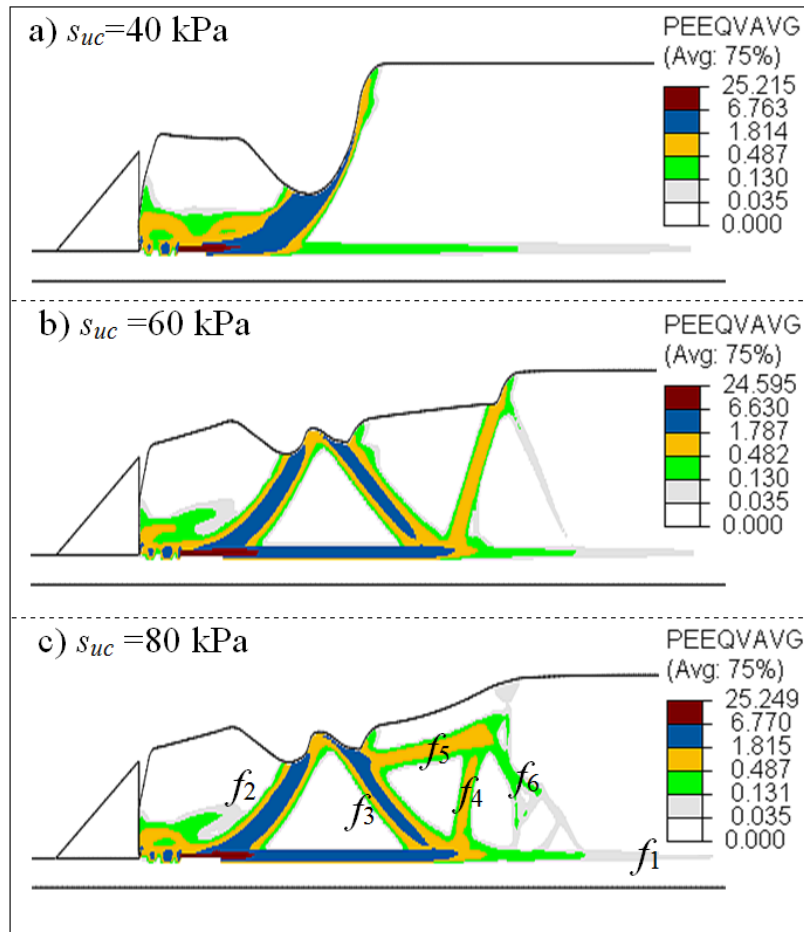 a) suc=40 kPa
PEEQVAVG
(Avg: 75%)
25.215
6.763
1.814
0.487
0.130
0.035
0.000
b) suc =60 kPa
PEEQVAVG
(Avg: 75%)
24.595
6.630
1.787
0.482
0.130
0.035
0.000
c) suc =80 kPa
PEEQVAVG
(Avg: 75%)
25.249
6.770
1.815
0.487
0.131
0.035
0.000
f5
f2
f6
f4
f3
f1